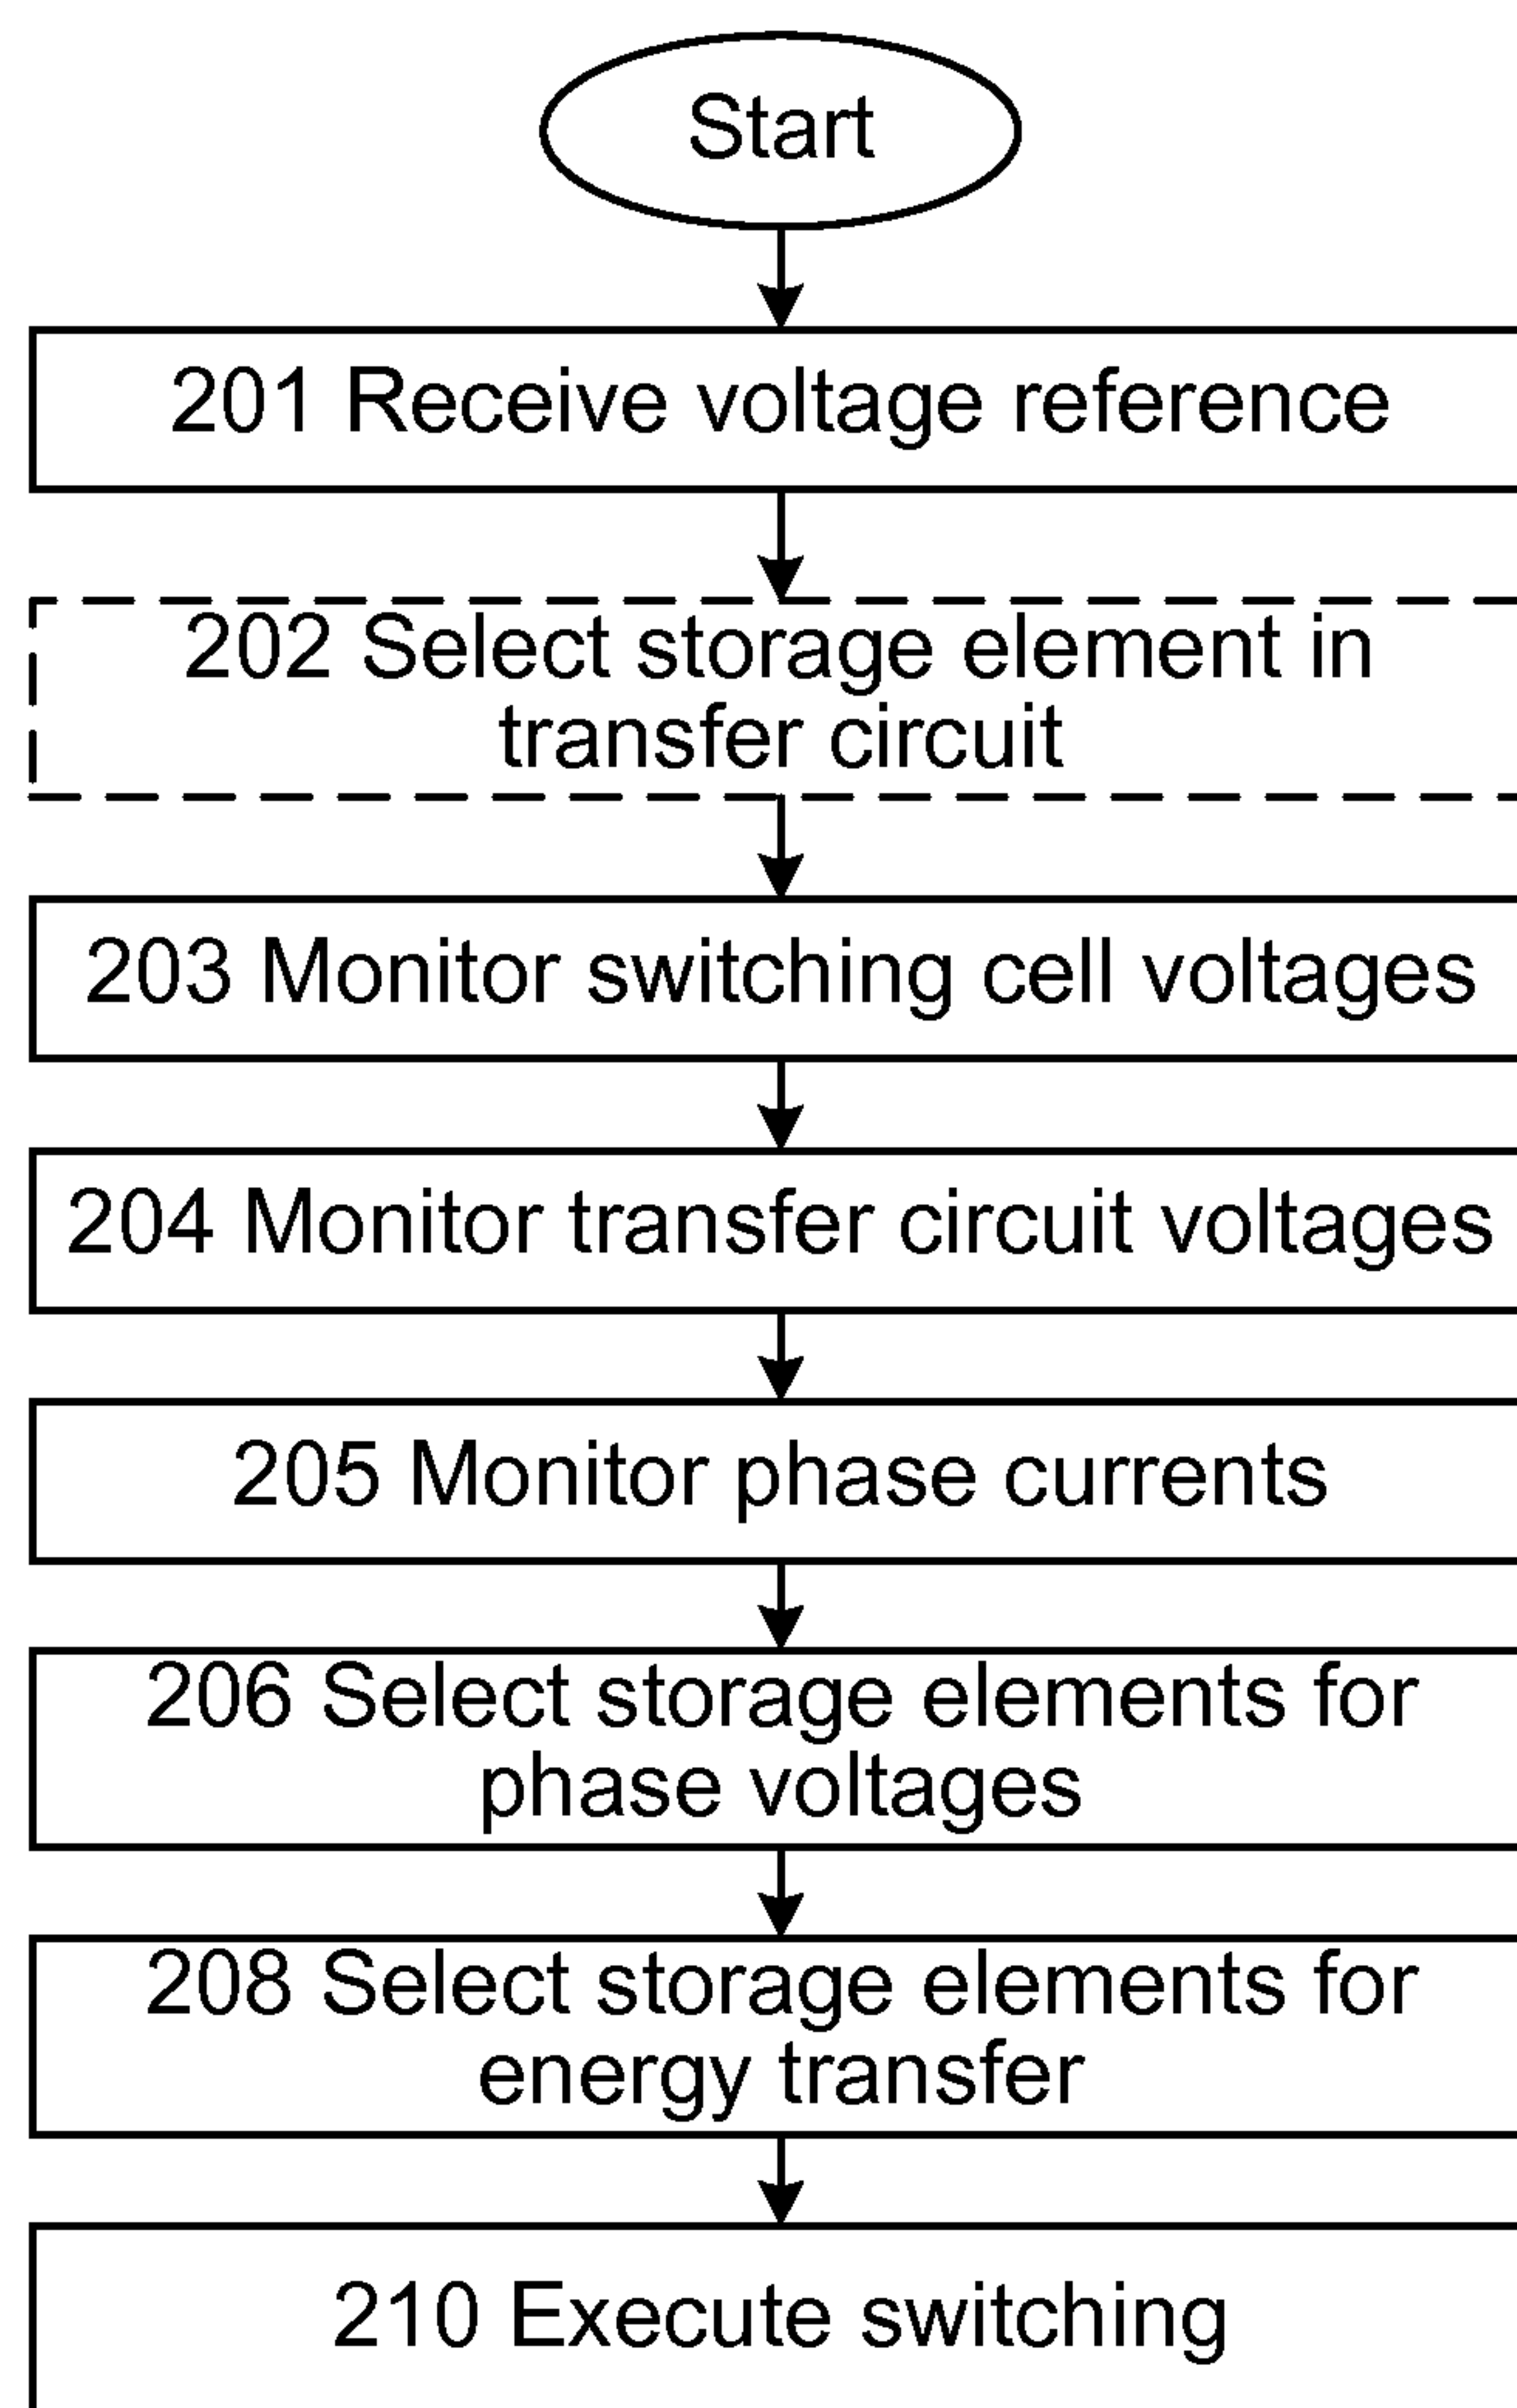 Start
201 Receive voltage reference
202 Select storage element in
transfer circuit
203 Monitor switching cell voltages
204 Monitor transfer circuit voltages
205 Monitor phase currents
206 Select storage elements for
phase voltages
208 Select storage elements for
energy transfer
210 Execute switching